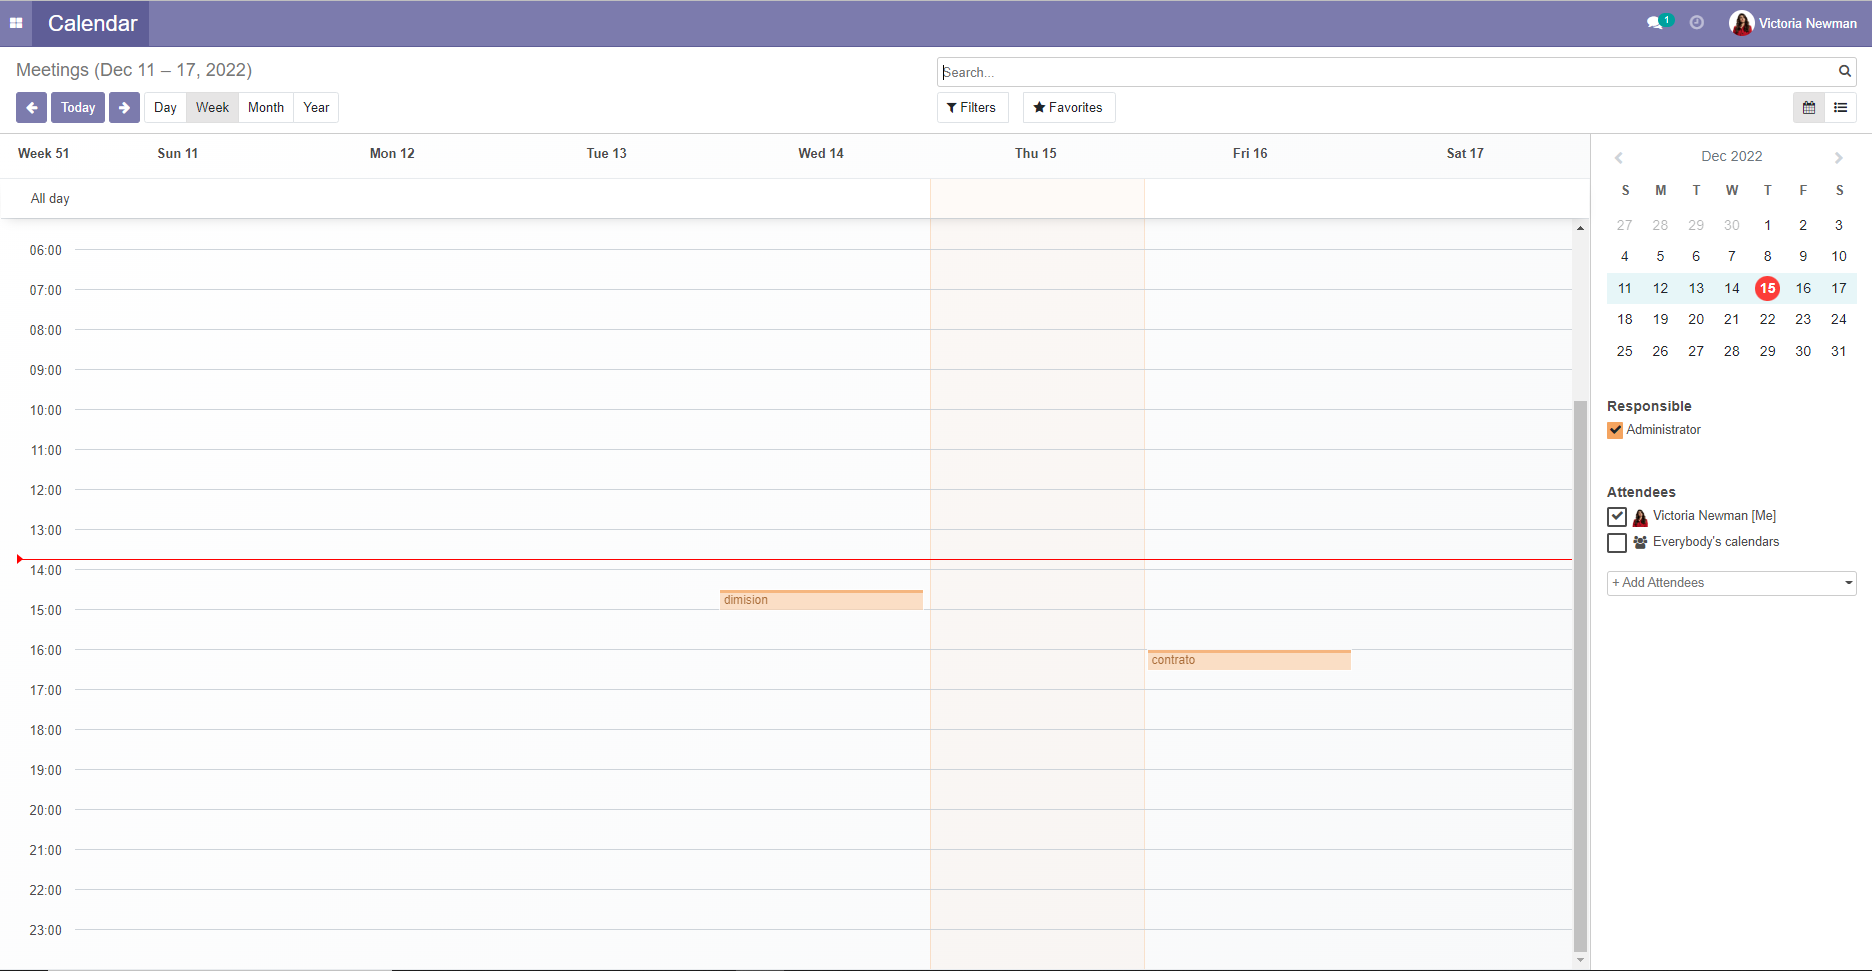 Calendar
1
Victoria Newman
Meetings (Dec 11 – 17, 2022)
Search...
Today
Day
Week
Month
Year
Filters
Favorites
Week 51
Sun 11
Mon 12
Tue 13
Wed 14
Thu 15
Fri 16
Sat 17
All day
06:00
07:00
08:00
09:00
10:00
11:00
12:00
13:00
14:00
dimision
15:00
16:00
contrato
17:00
18:00
19:00
20:00
21:00
22:00
23:00
Dec 2022
S M T W T F S
27 28 29 30 1 2 3
4 5 6 7 8 9 10
11 12 13 14 15 16 17
18 19 20 21 22 23 24
25 26 27 28 29 30 31
Responsible
Administrator
Attendees
Victoria Newman [Me]
Everybody's calendars
+ Add Attendees